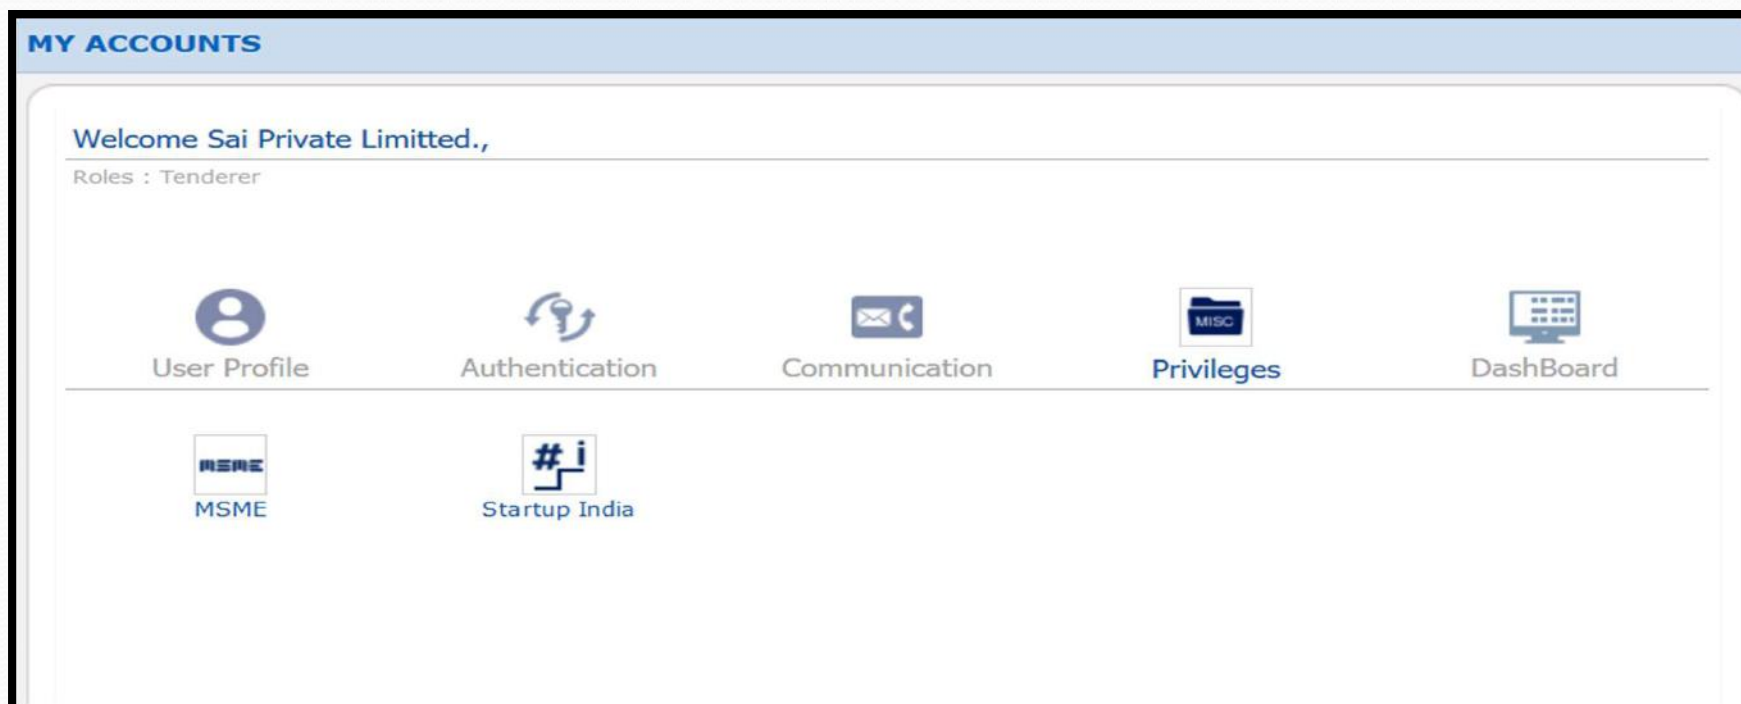 MY ACCOUNTS
Welcome Sai Private Limitted.,
Roles : Tenderer
MISC
User Profile Authentication Communication Privileges DashBoard
MSME
#i
MSME Startup India